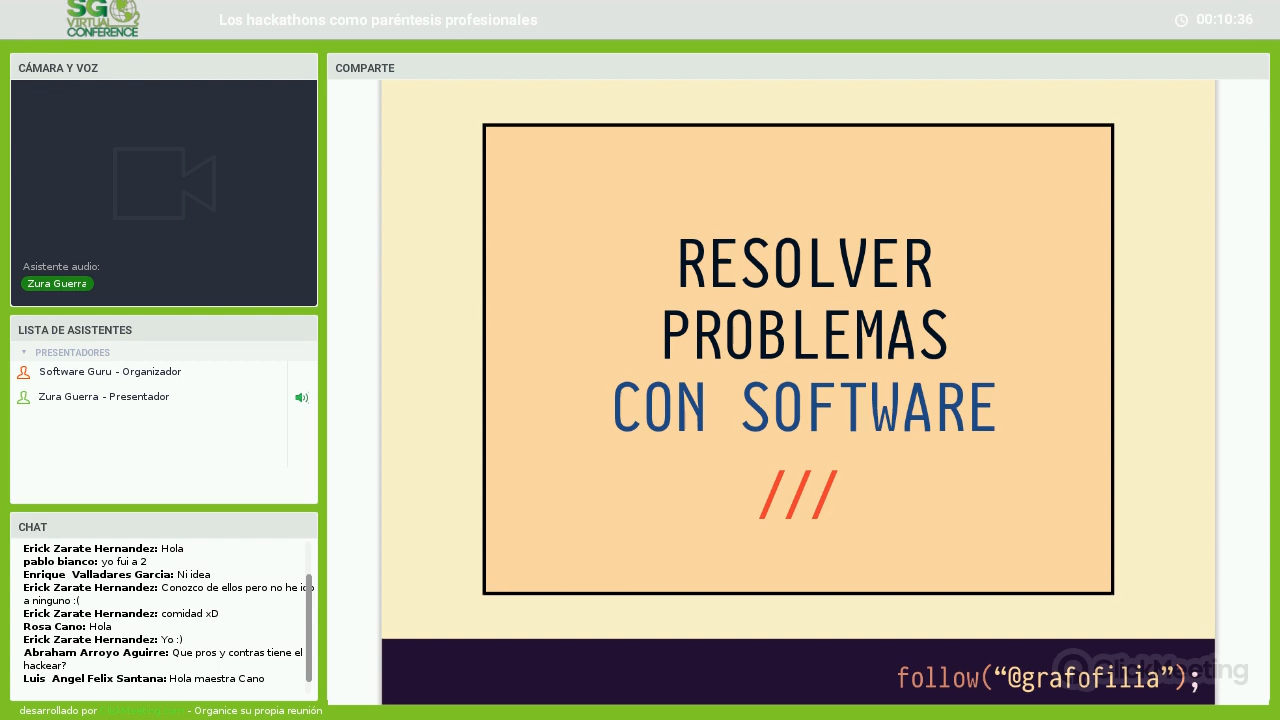 SG
VIRTUAL
CONFERENCE
Los hackathons como paréntesis profesionales
00:10:36
CÁMARA Y VOZ
Asistente audio:
Zura Guerra
LISTA DE ASISTENTES
PRESENTADORES
Software Guru - Organizador
Zura Guerra - Presentador
CHAT
Erick Zarate Hernandez: Hola
pablo bianco: yo fui a 2
Enrique Valladares Garcia: Ni idea
Erick Zarate Hernandez: Conozco de ellos pero no he ido
a ninguno :(
Erick Zarate Hernandez: comidad xD
Rosa Cano: Hola
Erick Zarate Hernandez: Yo :)
Abraham Arroyo Aguirre: Que pros y contras tiene el
hackear?
Luis Angel Felix Santana: Hola maestra Cano
desarrollado por - Organice su propia reunión
COMPARTE
RESOLVER
PROBLEMAS
CON SOFTWARE
///
follow(“@grafofilia”);
ClickMeeting